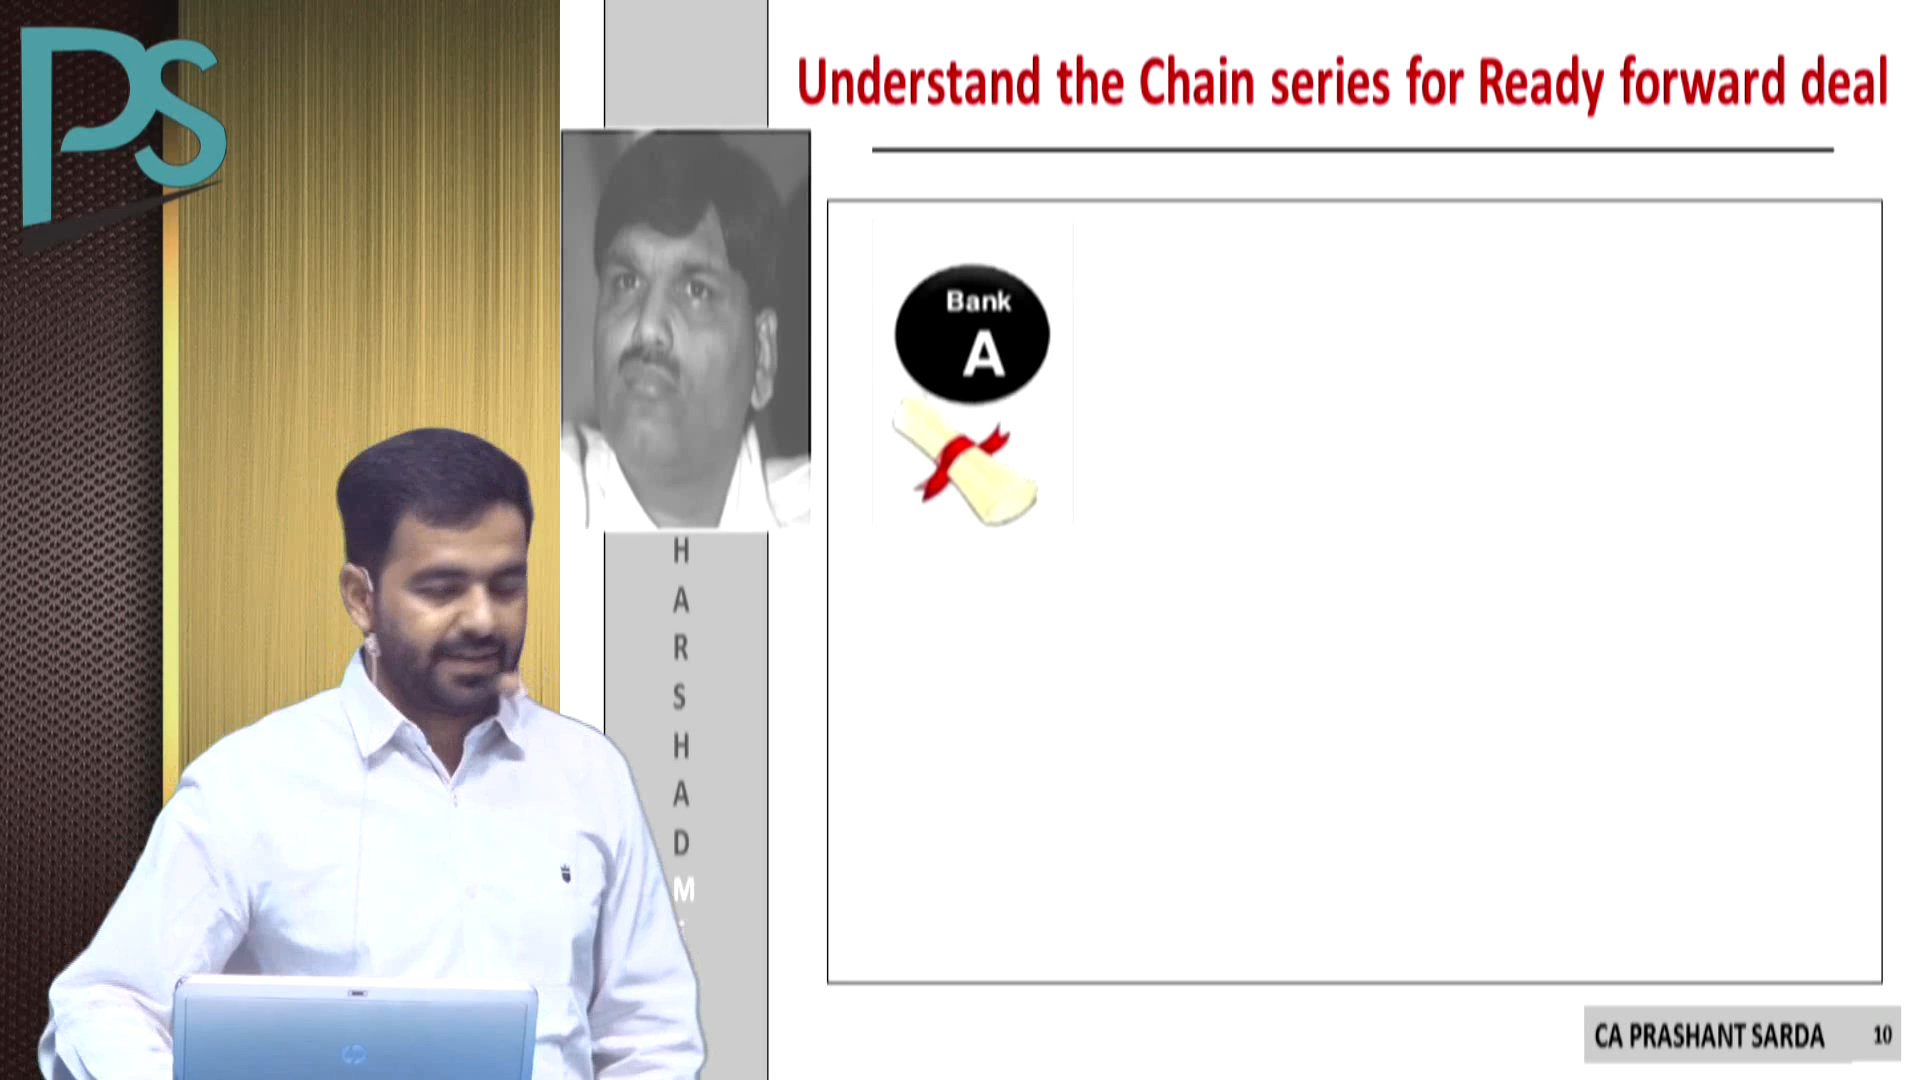 PS
Understand the Chain series for Ready forward deal
Bank
A
H
A
R
S
H
A
D
M
CA PRASHANT SARDA 10